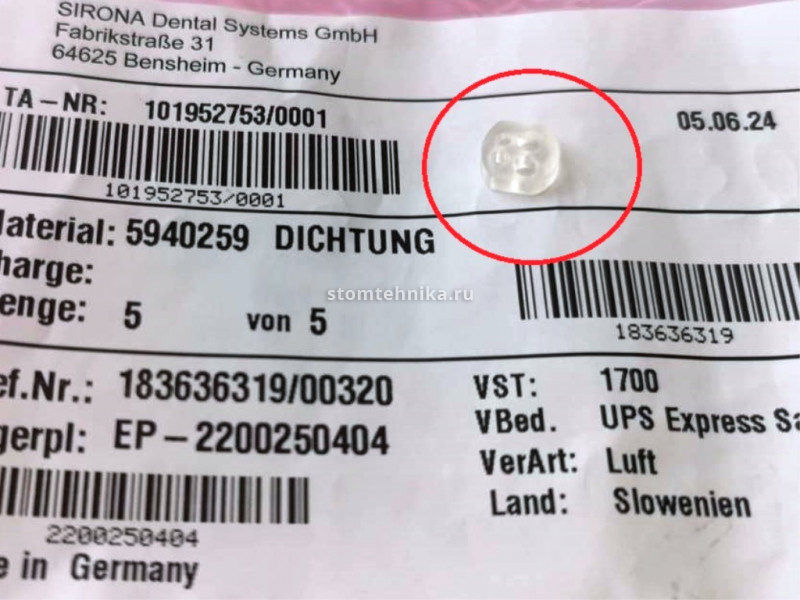 SIRONA Dental Systems GmbH
Fabrikstraße 31
64625 Bensheim - Germany
TA-NR: 101952753/0001
05.06.24
101952753/0001
aterial: 5940259 DICHTUNG
harge:
stomtehnika.ru
enge: 5 von 5
183636319
ef.Nr.: 183636319/00320
VST: 1700
VBed. UPS Express Sa
gerpl: EP-2200250404
VerArt: Luft
Land: Slowenien
2200250404
e in Germany